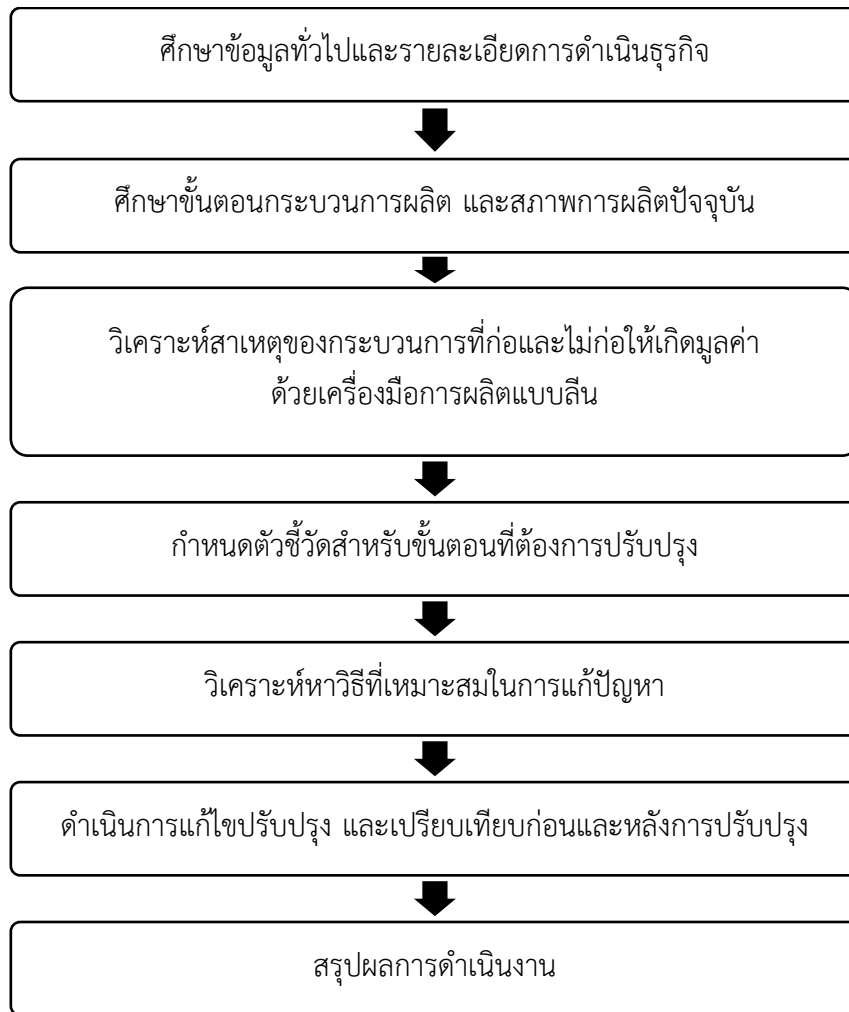 ศึกษาข้อมูลทั่วไปและรายละเอียดการดำเนินธุรกิจ
ศึกษาขั้นตอนกระบวนการผลิต และสภาพการผลิตปัจจุบัน
วิเคราะห์สาเหตุของกระบวนการที่ก่อและไม่ก่อให้เกิดมูลค่า
ด้วยเครื่องมือการผลิตแบบลีน
กำหนดตัวชี้วัดสำหรับขั้นตอนที่ต้องการปรับปรุง
วิเคราะห์หาวิธีที่เหมาะสมในการแก้ปัญหา
ดำเนินการแก้ไขปรับปรุง และเปรียบเทียบก่อนและหลังการปรับปรุง
สรุปผลการดำเนินงาน